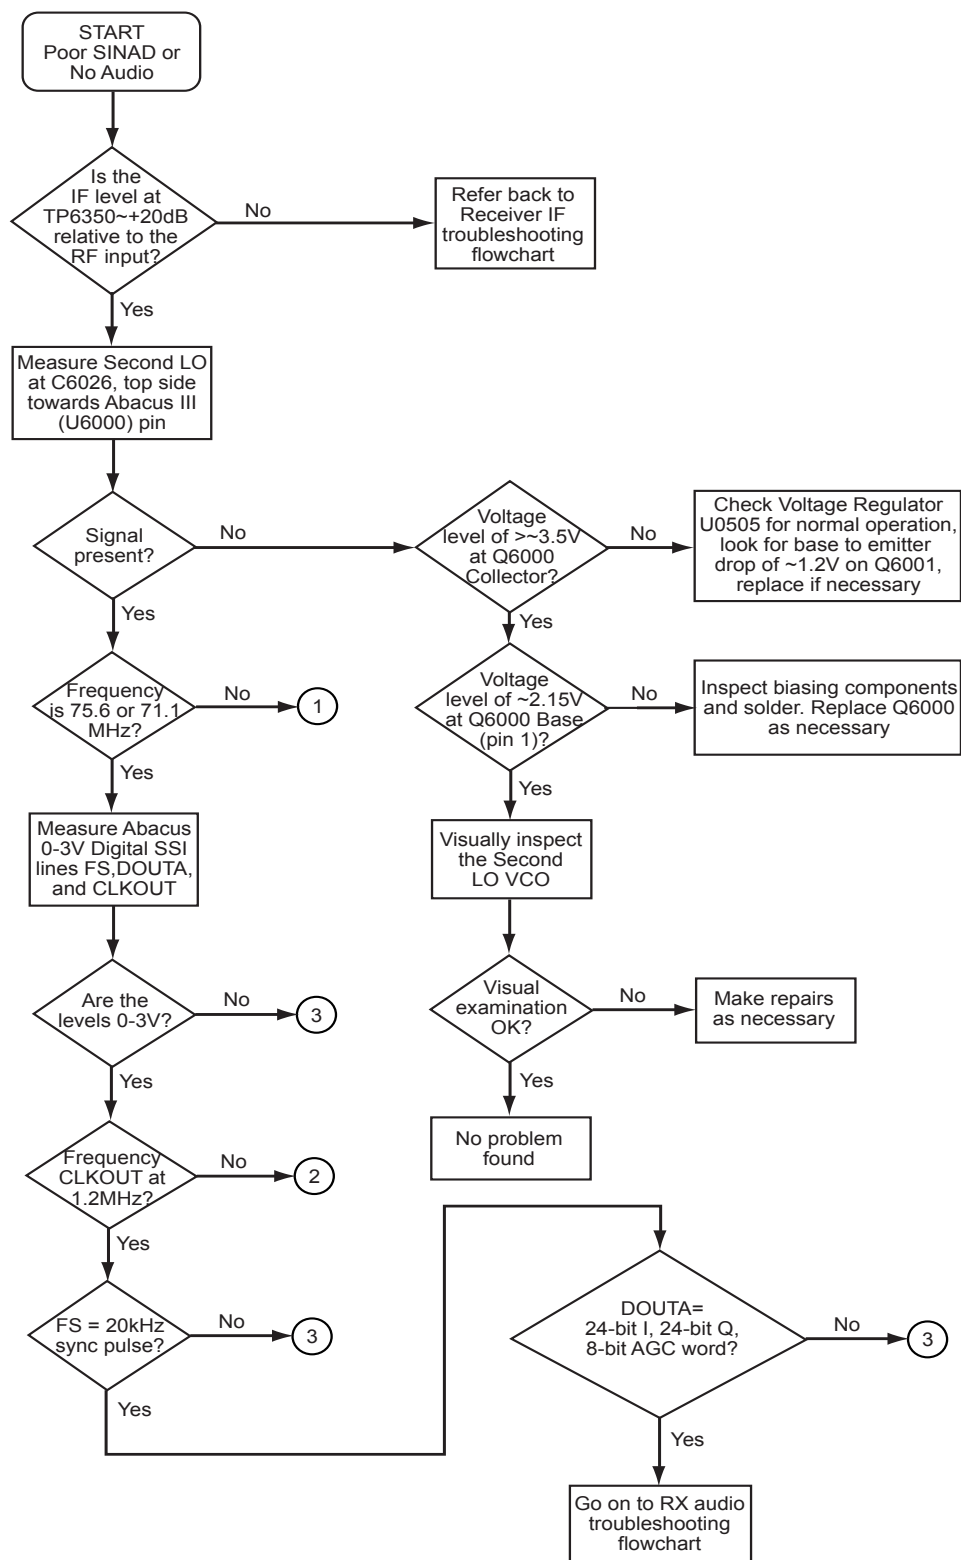 START
Poor SINAD or
No Audio
Is the
IF level at
TP6350~+20dB
relative to the
RF input?
No
Refer back to
Receiver IF
troubleshooting
flowchart
Yes
Measure Second LO
at C6026, top side
towards Abacus III
(U6000) pin
Signal
present?
No
Voltage
level of >~3.5V
at Q6000
Collector?
No
Check Voltage Regulator
U0505 for normal operation,
look for base to emitter
drop of ~1.2V on Q6001,
replace if necessary
Yes
Yes
Frequency
is 75.6 or 71.1
MHz?
No
1
Voltage
level of ~2.15V
at Q6000 Base
(pin 1)?
No
Inspect biasing components
and solder. Replace Q6000
as necessary
Yes
Yes
Measure Abacus
0-3V Digital SSI
lines FS,DOUTA,
and CLKOUT
Visually inspect
the Second
LO VCO
Are the
levels 0-3V?
No
3
Visual
examination
OK?
No
Make repairs
as necessary
Yes
Yes
No problem
found
Frequency
CLKOUT at
1.2MHz?
No
2
Yes
FS = 20kHz
sync pulse?
No
3
DOUTA=
24-bit I, 24-bit Q,
8-bit AGC word?
No
3
Yes
Yes
Go on to RX audio
troubleshooting
flowchart